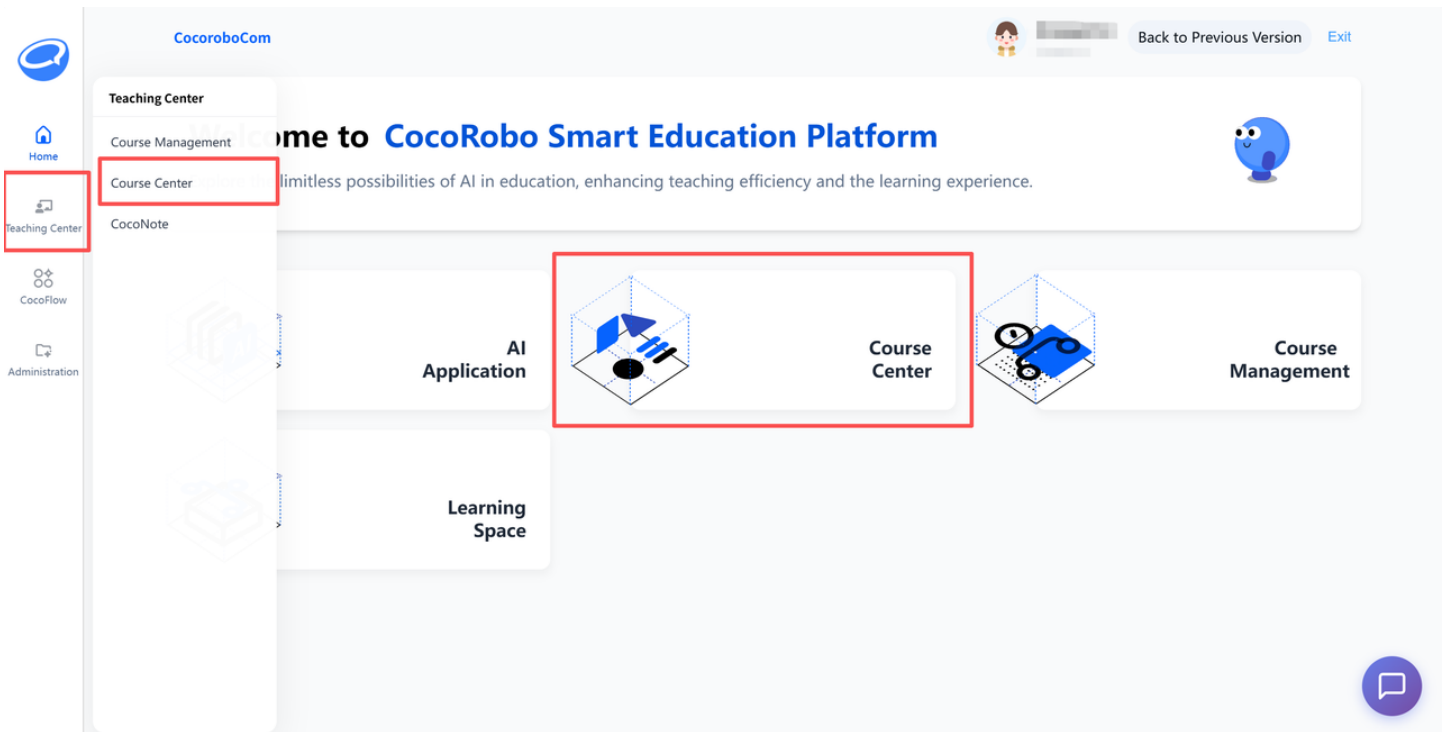 CocoroboCom
Back to Previous Version
Exit
Home
Teaching Center
CocoFlow
Administration
Teaching Center
Course Management
Course Center
CocoNote
ome to CocoRobo Smart Education Platform
limitless possibilities of AI in education, enhancing teaching efficiency and the learning experience.
AI
Application
Course
Center
Course
Management
Learning
Space